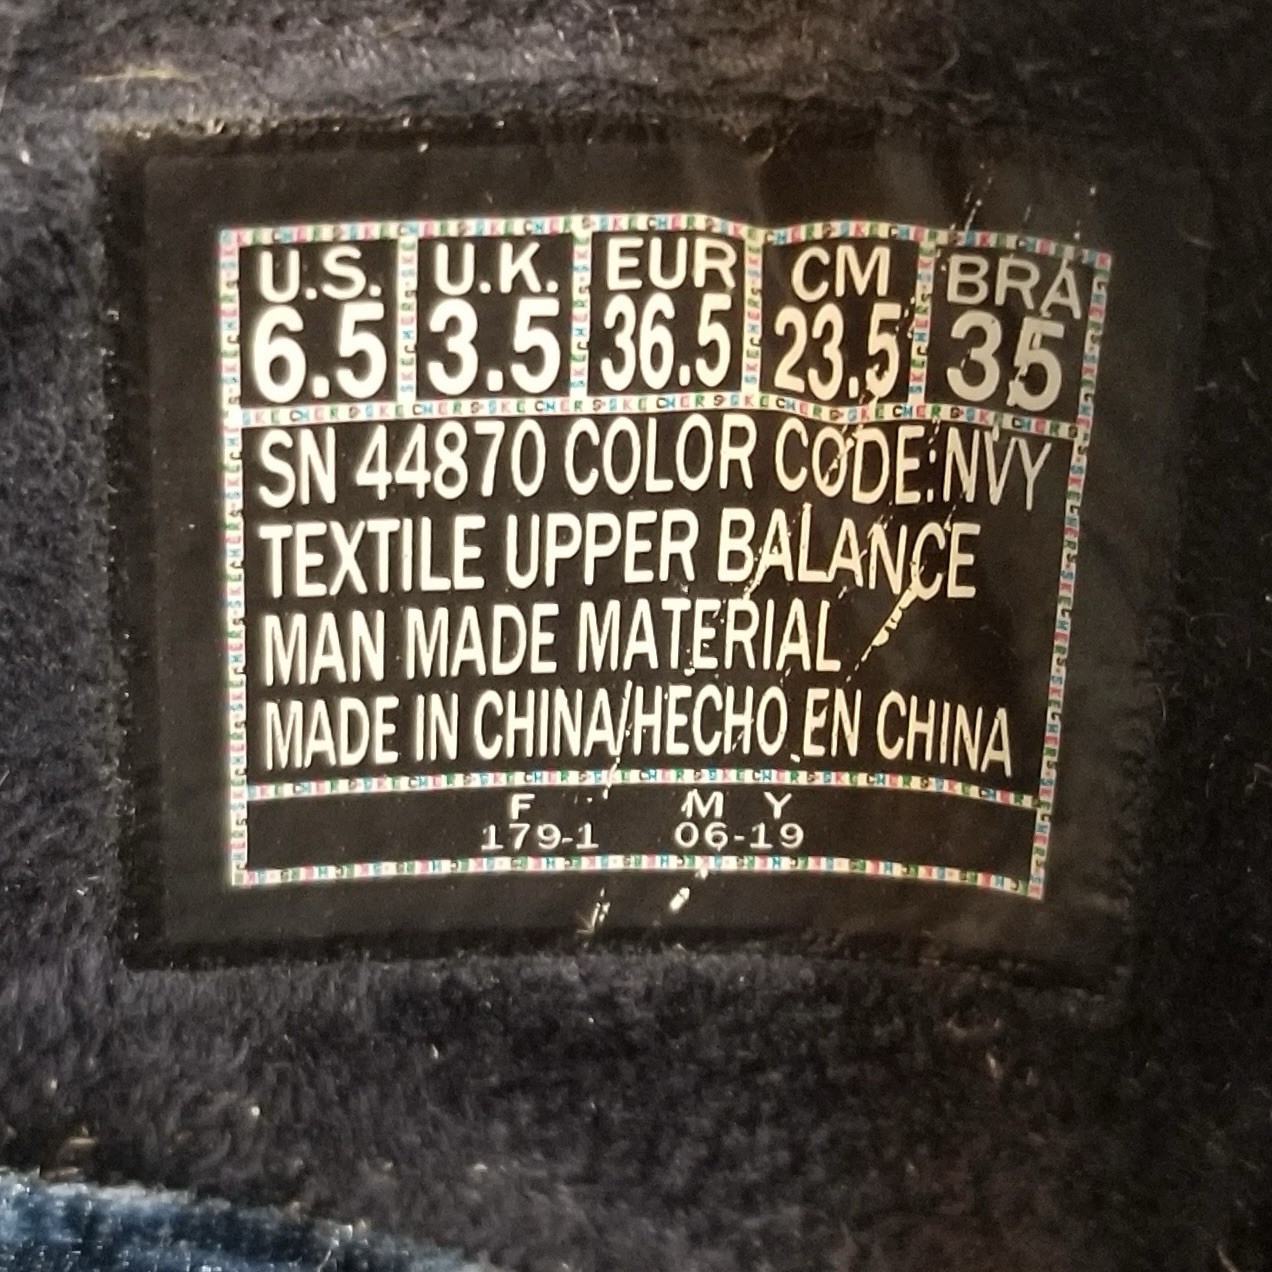 U.S. U.K. EUR CM BRA
6.5 3.5 36.5 23.5 35
SN 44870 COLOR CODE:NVY
TEXTILE UPPER BALANCE
MAN MADE MATERIAL
MADE IN CHINA/HECHO EN CHINA
F M Y
179-1 06-19